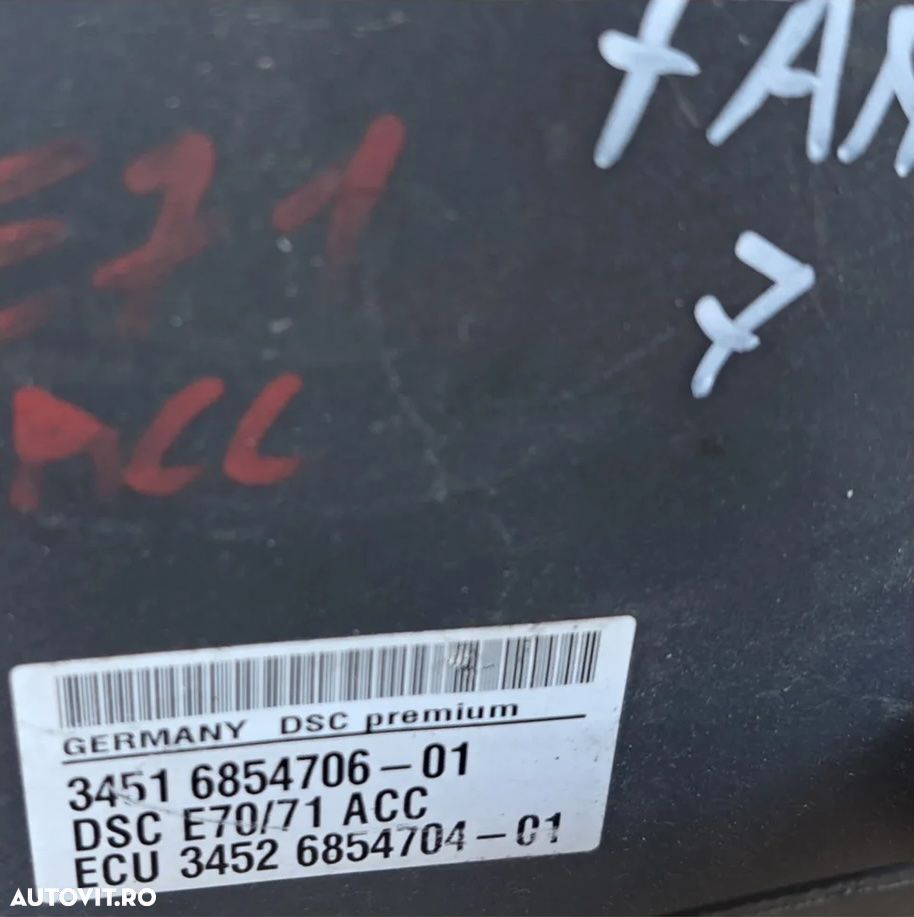 E71
7
ACC
GERMANY DSC premium
3451 6854706-01
DSC E70/71 ACC
ECU 3452 6854704-01
AUTOVIT.RO